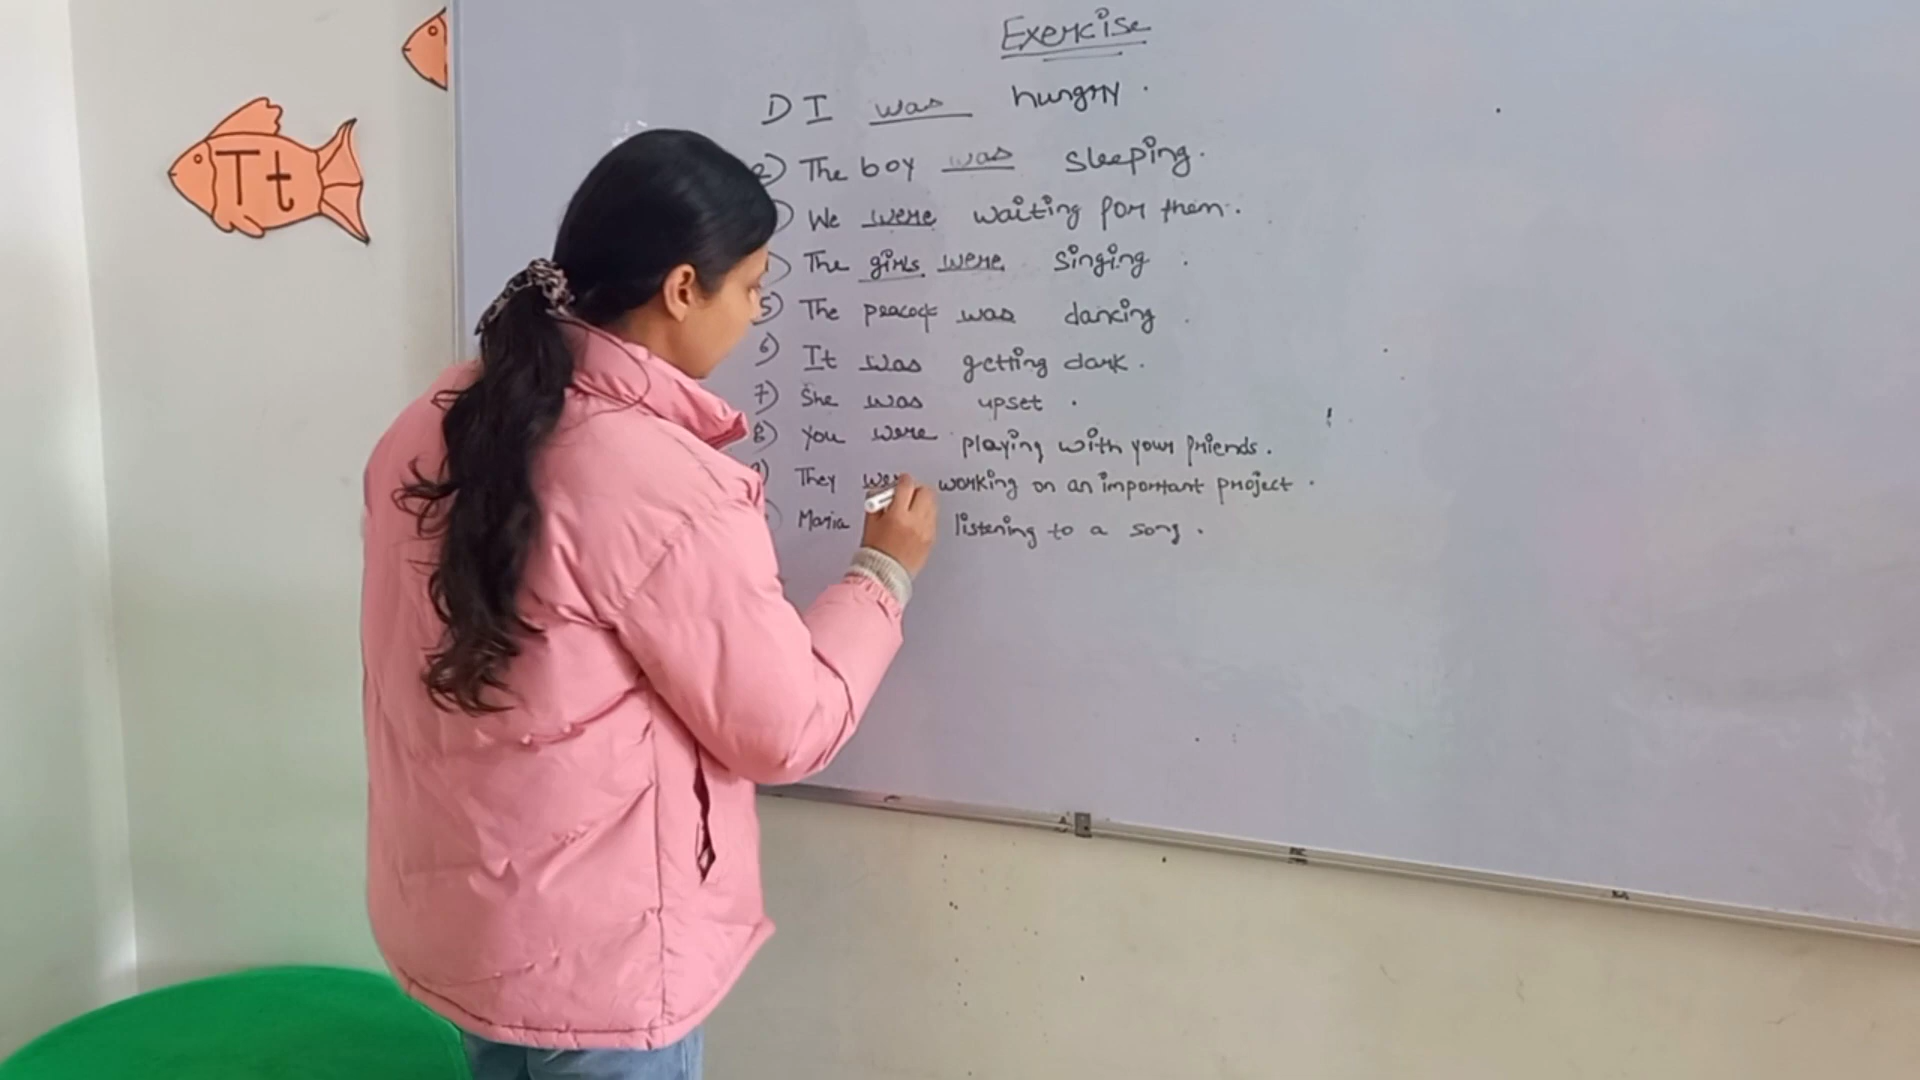 Tt
Exercise
1) I was hungry.
2) The boy was sleeping.
) We were waiting for them.
) The girls were singing.
5) The peacock was dancing.
6) It was getting dark.
7) She was upset.
8) You were playing with your friends.
9) They wer working on an important project.
Maria listening to a song.